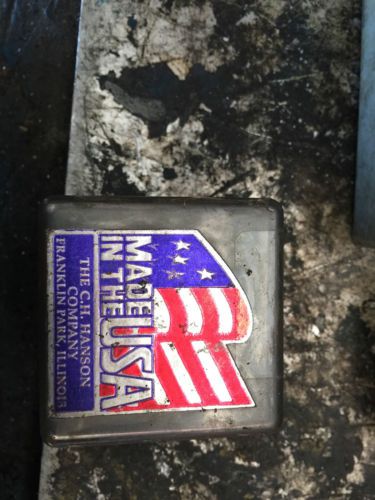 MADE
IN THE
USA
THE C.H. HANSON
COMPANY
FRANKLIN PARK, ILLINOIS